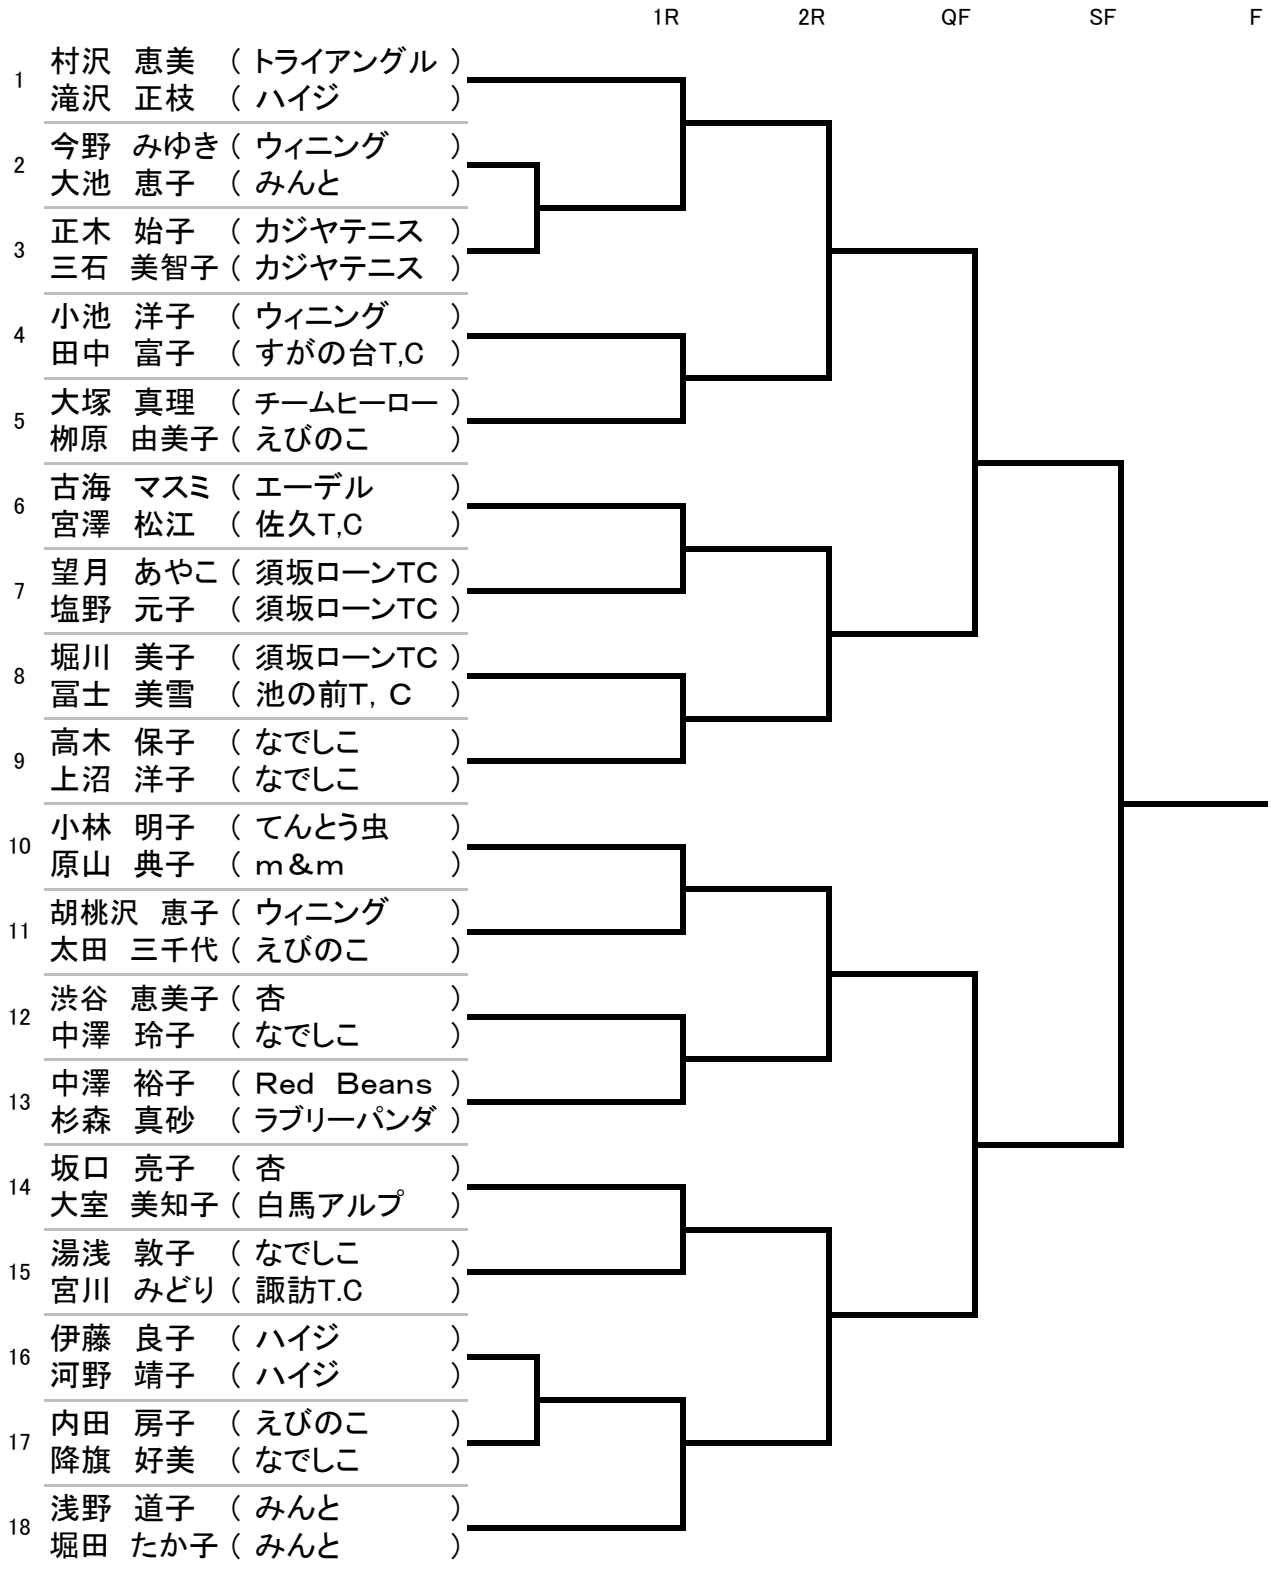 1R 2R QF SF F
1 村沢 恵美 ( トライアングル )
滝沢 正枝 ( ハイジ )
2 今野 みゆき ( ウィニング )
大池 恵子 ( みんと )
3 正木 始子 ( カジヤテニス )
三石 美智子 ( カジヤテニス )
4 小池 洋子 ( ウィニング )
田中 富子 ( すがの台T,C )
5 大塚 真理 ( チームヒーロー )
栁原 由美子 ( えびのこ )
6 古海 マスミ ( エーデル )
宮澤 松江 ( 佐久T,C )
7 望月 あやこ ( 須坂ローンTC )
塩野 元子 ( 須坂ローンTC )
8 堀川 美子 ( 須坂ローンTC )
冨士 美雪 ( 池の前T,C )
9 高木 保子 ( なでしこ )
上沼 洋子 ( なでしこ )
10 小林 明子 ( てんとう虫 )
原山 典子 ( m&m )
11 胡桃沢 恵子 ( ウィニング )
太田 三千代 ( えびのこ )
12 渋谷 恵美子 ( 杏 )
中澤 玲子 ( なでしこ )
13 中澤 裕子 ( Red Beans )
杉森 真砂 ( ラブリーパンダ )
14 坂口 亮子 ( 杏 )
大室 美知子 ( 白馬アルプ )
15 湯浅 敦子 ( なでしこ )
宮川 みどり ( 諏訪T.C )
16 伊藤 良子 ( ハイジ )
河野 靖子 ( ハイジ )
17 内田 房子 ( えびのこ )
降旗 好美 ( なでしこ )
18 浅野 道子 ( みんと )
堀田 たか子 ( みんと )